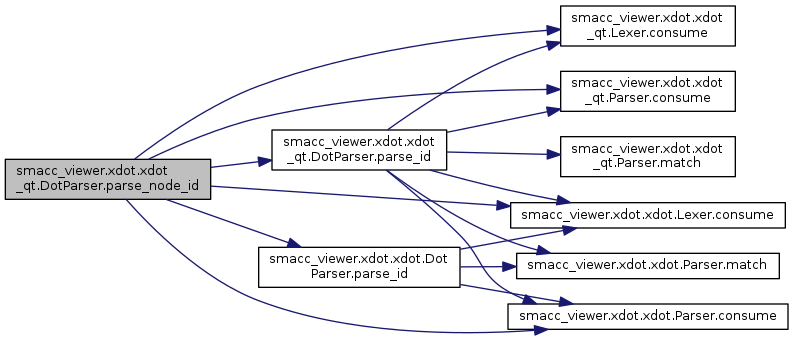 smacc_viewer.xdot.xdot
_qt.DotParser.parse_node_id
smacc_viewer.xdot.xdot
_qt.DotParser.parse_id
smacc_viewer.xdot.xdot.Dot
Parser.parse_id
smacc_viewer.xdot.xdot
_qt.Lexer.consume
smacc_viewer.xdot.xdot
_qt.Parser.consume
smacc_viewer.xdot.xdot
_qt.Parser.match
smacc_viewer.xdot.xdot.Lexer.consume
smacc_viewer.xdot.xdot.Parser.match
smacc_viewer.xdot.xdot.Parser.consume